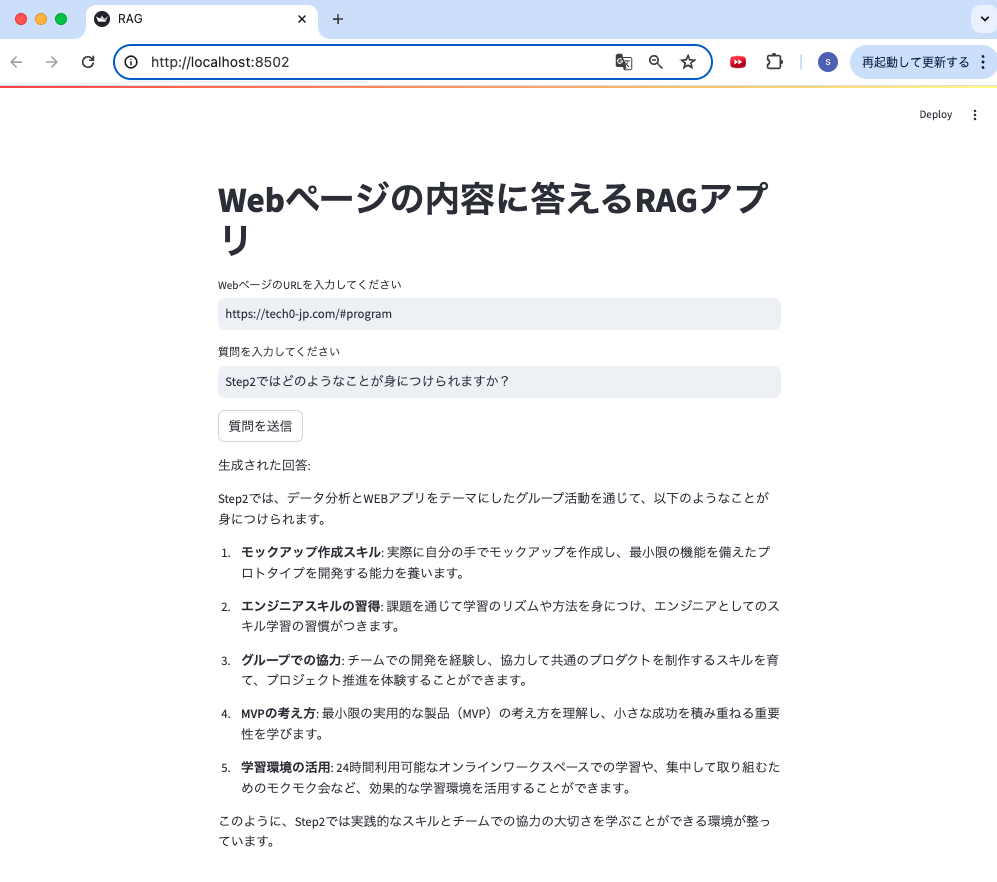 RAG
http://localhost:8502
S
再起動して更新する
Deploy
Webページの内容に答えるRAGアプ
リ
WebページのURLを入力してください
https://tech0-jp.com/#program
質問を入力してください
Step2ではどのようなことが身につけられますか？
質問を送信
生成された回答:
Step2では、データ分析とWEBアプリをテーマにしたグループ活動を通じて、以下のようなことが
身につけられます。
1. モックアップ作成スキル: 実際に自分の手でモックアップを作成し、最小限の機能を備えたプ
ロトタイプを開発する能力を養います。
2. エンジニアスキルの習得: 課題を通じて学習のリズムや方法を身につけ、エンジニアとしてのス
キル学習の習慣がつきます。
3. グループでの協力: チームでの開発を経験し、協力して共通のプロダクトを制作するスキルを育
て、プロジェクト推進を体験することができます。
4. MVPの考え方: 最小限の実用的な製品（MVP）の考え方を理解し、小さな成功を積み重ねる重要
性を学びます。
5. 学習環境の活用: 24時間利用可能なオンラインワークスペースでの学習や、集中して取り組むた
めのモクモク会など、効果的な学習環境を活用することができます。
このように、Step2では実践的なスキルとチームでの協力の大切さを学ぶことができる環境が整っ
ています。